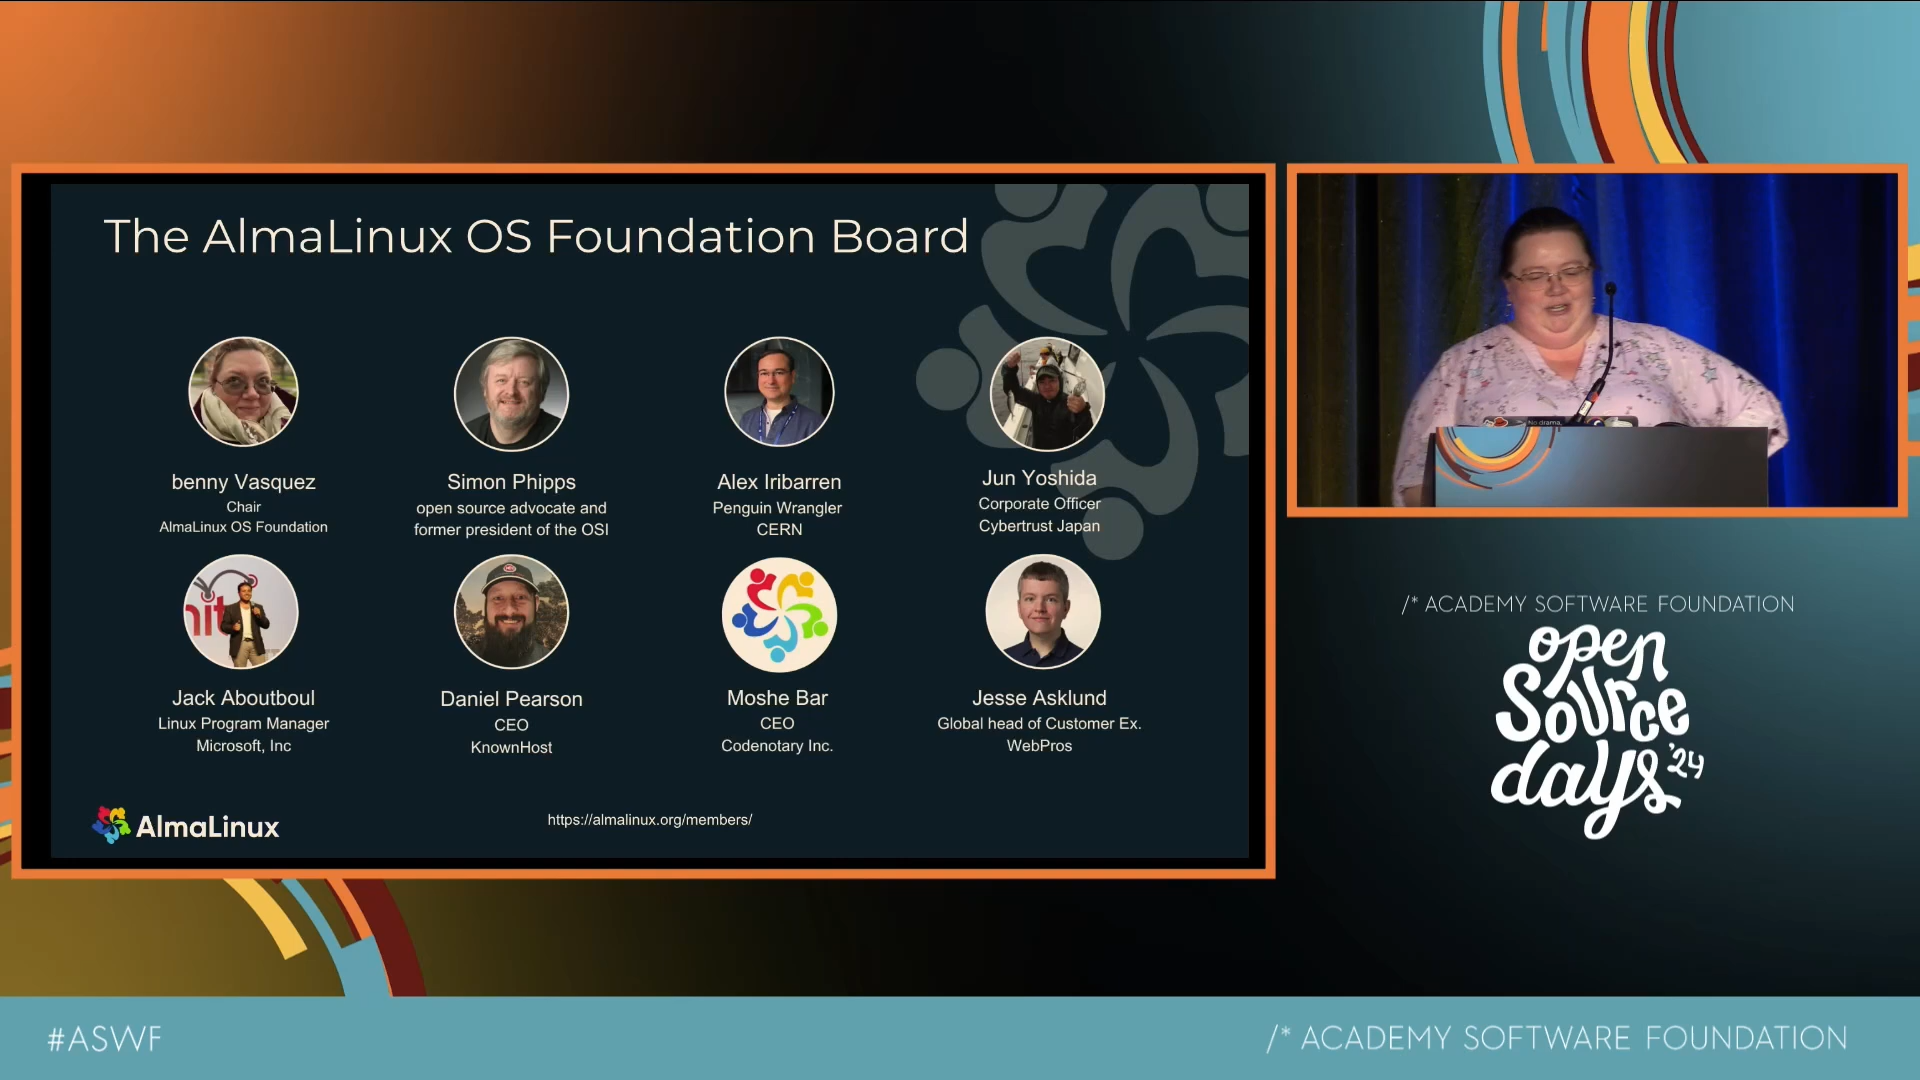 The AlmaLinux OS Foundation Board
benny Vasquez
Chair
AlmaLinux OS Foundation
Simon Phipps
open source advocate and
former president of the OSI
Alex Iribarren
Penguin Wrangler
CERN
Jun Yoshida
Corporate Officer
Cybertrust Japan
nit
Jack Aboutboul
Linux Program Manager
Microsoft, Inc
Daniel Pearson
CEO
KnownHost
Moshe Bar
CEO
Codenotary Inc.
Jesse Asklund
Global head of Customer Ex.
WebPros
AlmaLinux
https://almalinux.org/members/
No drama.
/* ACADEMY SOFTWARE FOUNDATION
open
Source
days '24
#ASWF
/* ACADEMY SOFTWARE FOUNDATION